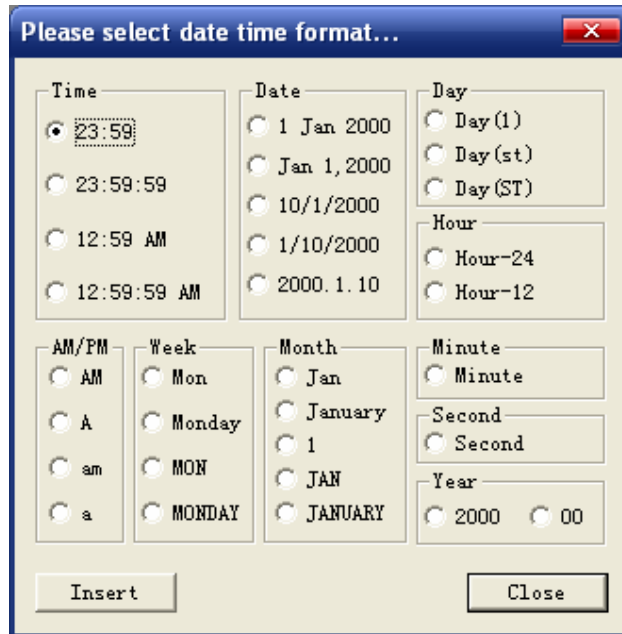 Please select date time format...
Time
23:59
23:59:59
12:59 AM
12:59:59 AM
Date
1 Jan 2000
Jan 1,2000
10/1/2000
1/10/2000
2000.1.10
Day
Day(1)
Day(st)
Day(ST)
Hour
Hour-24
Hour-12
AM/PM
AM
A
am
a
Week
Mon
Monday
MON
MONDAY
Month
Jan
January
1
JAN
JANUARY
Minute
Minute
Second
Second
Year
2000 00
Insert
Close